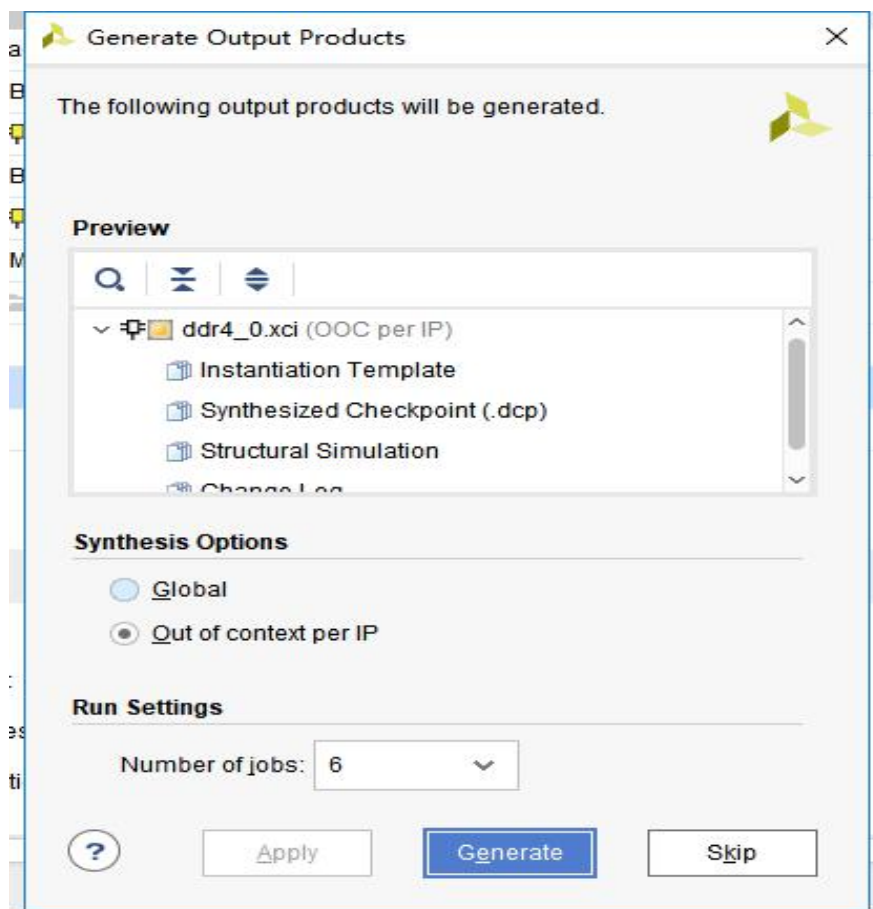 Generate Output Products
The following output products will be generated.
Preview
ddr4_0.xci (OOC per IP)
Instantiation Template
Synthesized Checkpoint (.dcp)
Structural Simulation
Change Log
Synthesis Options
Global
Out of context per IP
Run Settings
Number of jobs: 6
? Apply Generate Skip